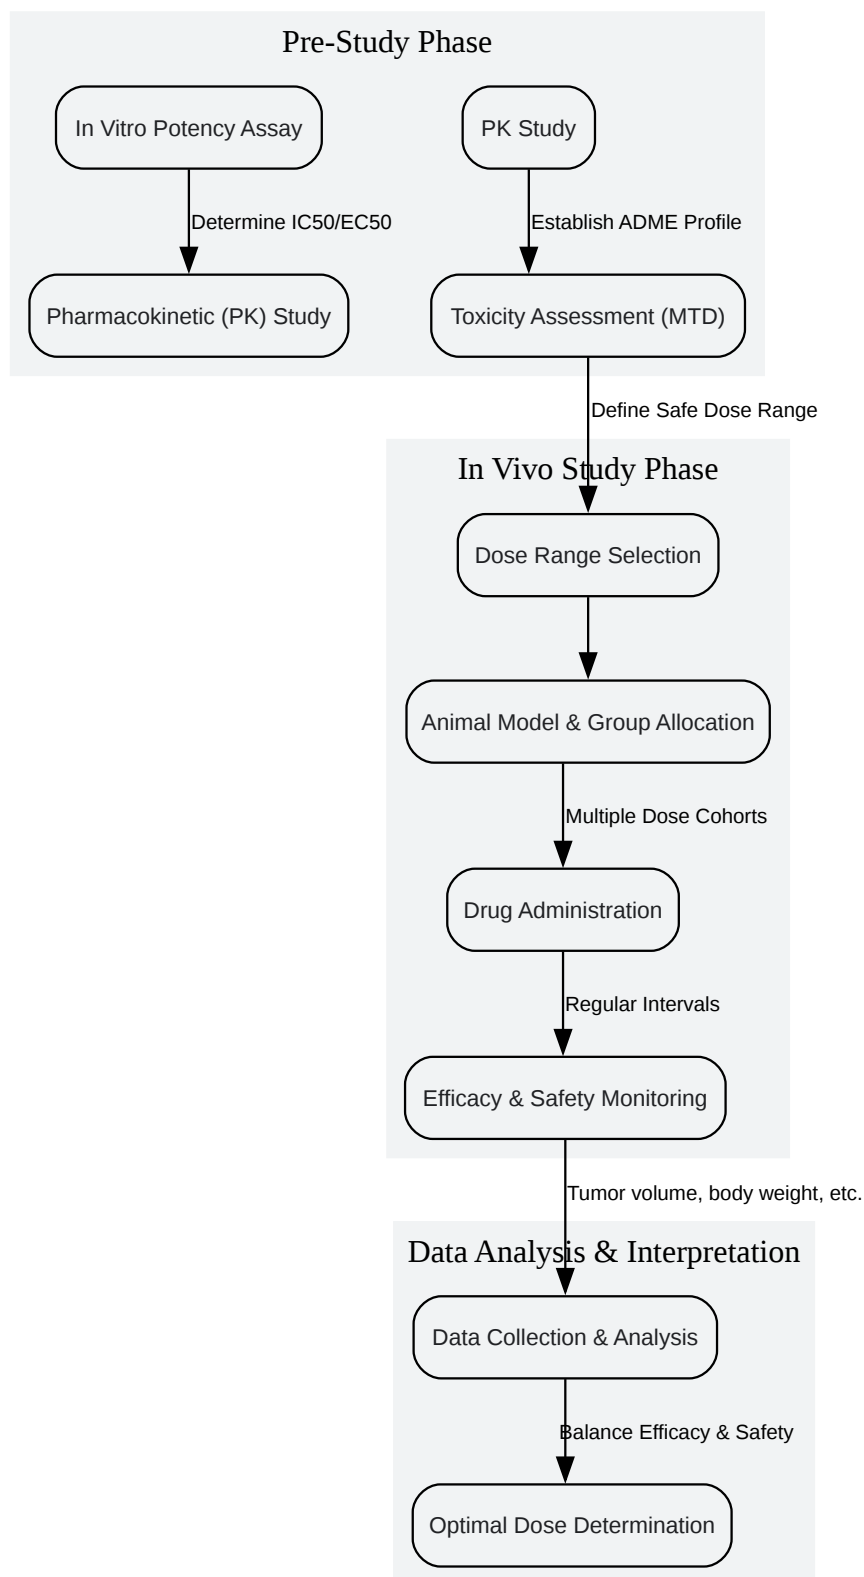 Pre-Study Phase
In Vitro Potency Assay
PK Study
Determine IC50/EC50
Establish ADME Profile
Pharmacokinetic (PK) Study
Toxicity Assessment (MTD)
Define Safe Dose Range
In Vivo Study Phase
Dose Range Selection
Animal Model & Group Allocation
Multiple Dose Cohorts
Drug Administration
Regular Intervals
Efficacy & Safety Monitoring
Tumor volume, body weight, etc.
Data Analysis & Interpretation
Data Collection & Analysis
Balance Efficacy & Safety
Optimal Dose Determination